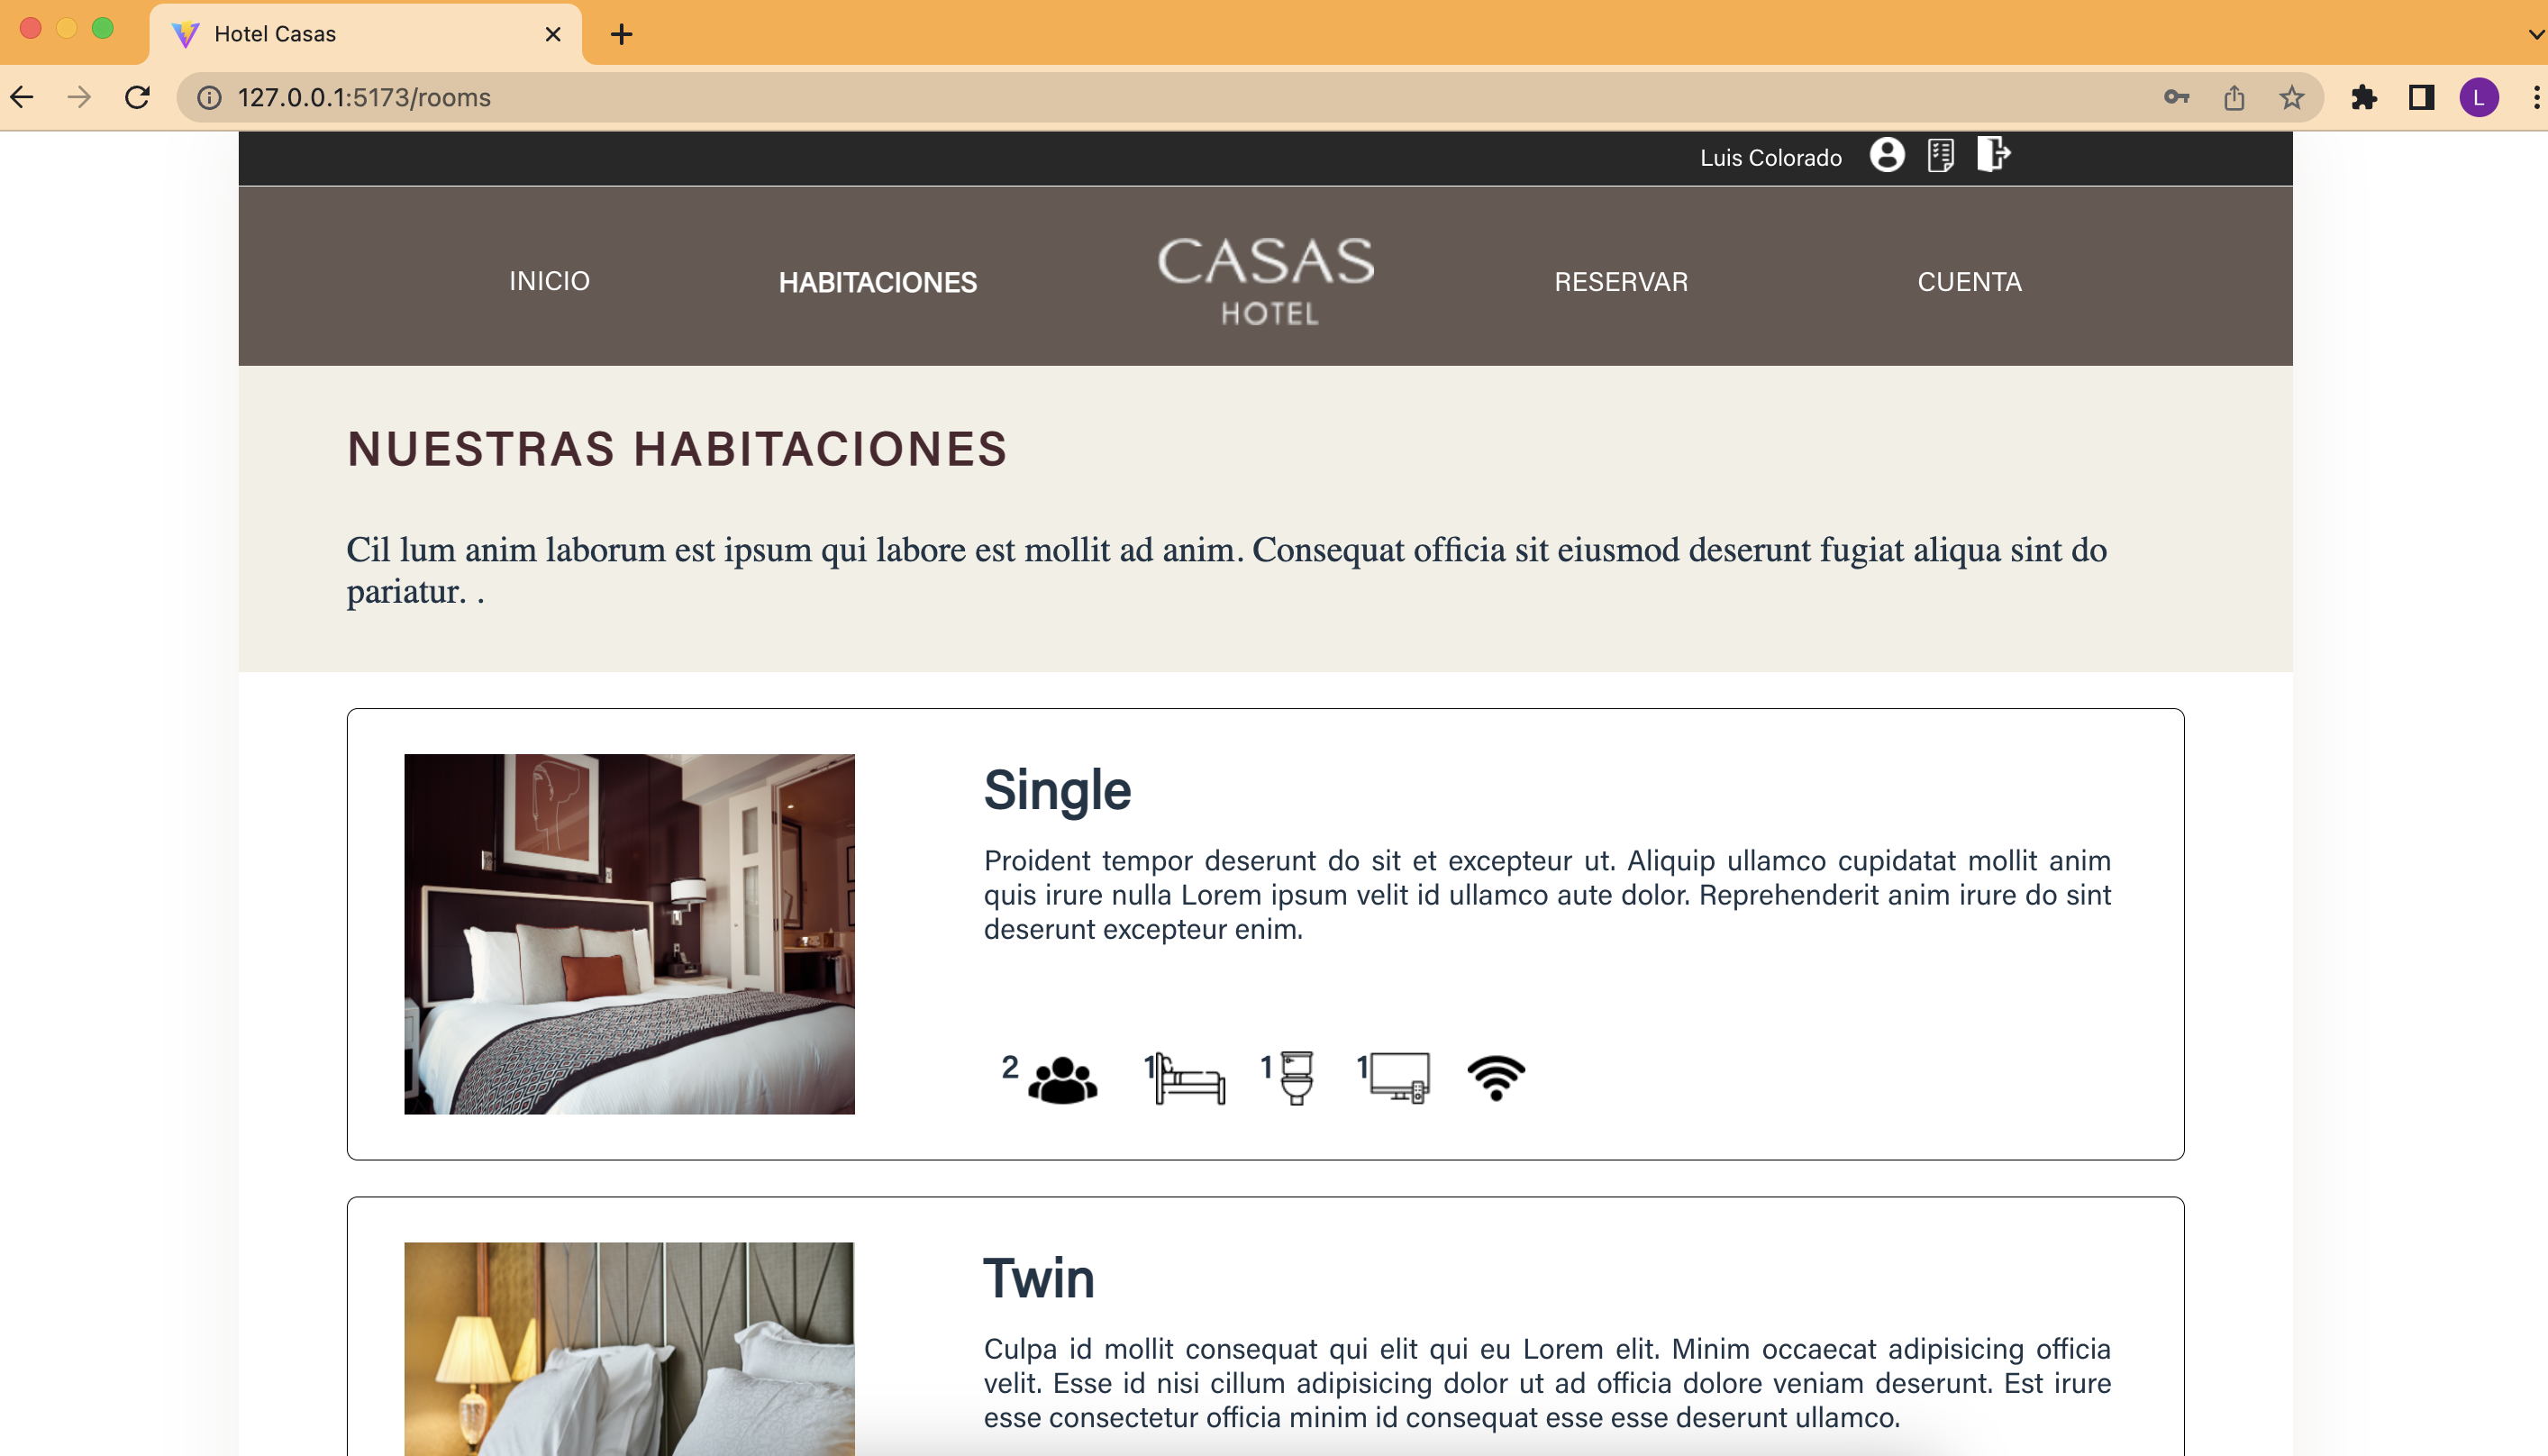 Hotel Casas
127.0.0.1:5173/rooms
L
Luis Colorado
INICIO
HABITACIONES
CASAS
HOTEL
RESERVAR
CUENTA
NUESTRAS HABITACIONES
Cil lum anim laborum est ipsum qui labore est mollit ad anim. Consequat officia sit eiusmod deserunt fugiat aliqua sint do
pariatur. .
Single
Proident tempor deserunt do sit et excepteur ut. Aliquip ullamco cupidatat mollit anim
quis irure nulla Lorem ipsum velit id ullamco aute dolor. Reprehenderit anim irure do sint
deserunt excepteur enim.
2 1 1 1
Twin
Culpa id mollit consequat qui elit qui eu Lorem elit. Minim occaecat adipisicing officia
velit. Esse id nisi cillum adipisicing dolor ut ad officia dolore veniam deserunt. Est irure
esse consectetur officia minim id consequat esse esse deserunt ullamco.